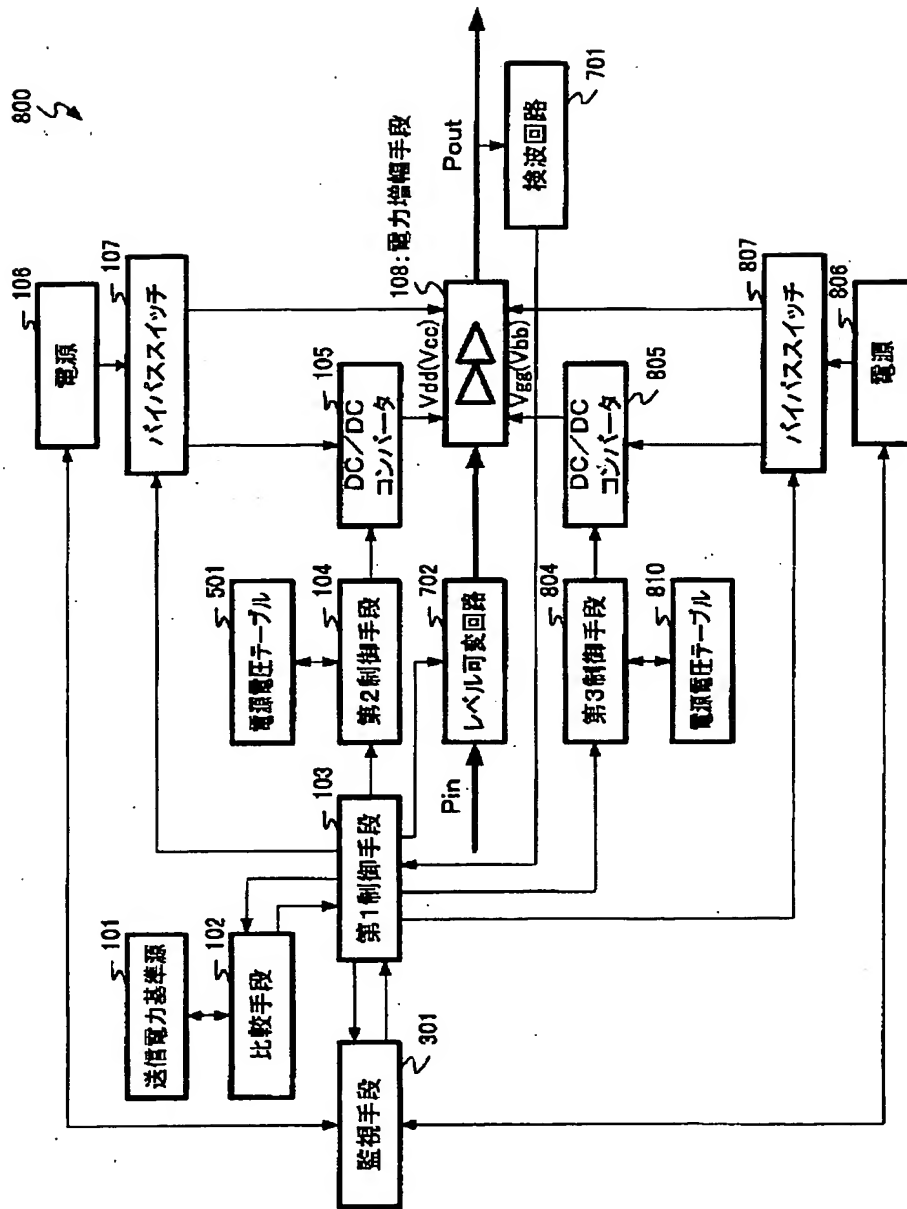 800
106
電源
107
バイパススイッチ
101
送信電力基準源
102
比較手段
501
電源電圧テーブル
104
第2制御手段
105
DC/DC
コンバータ
Vdd(Vcc)
108:電力増幅手段
Pout
701
検波回路
103
第1制御手段
702
レベル可変回路
Pin
301
監視手段
Vgg(Vbb)
804
第3制御手段
805
DC/DC
コンバータ
810
電源電圧テーブル
807
バイパススイッチ
806
電源